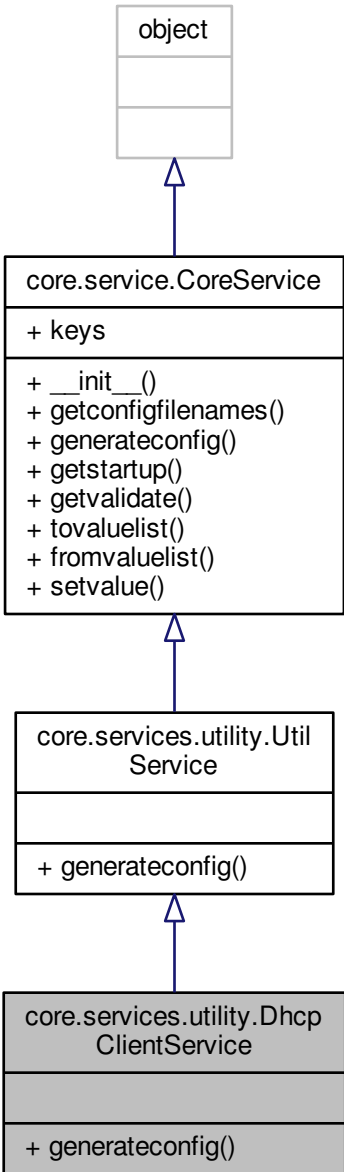 object
core.service.CoreService
+ keys
+ __init__()
+ getconfigfilenames()
+ generateconfig()
+ getstartup()
+ getvalidate()
+ tovaluelist()
+ fromvaluelist()
+ setvalue()
core.services.utility.Util
Service
+ generateconfig()
core.services.utility.Dhcp
ClientService
+ generateconfig()